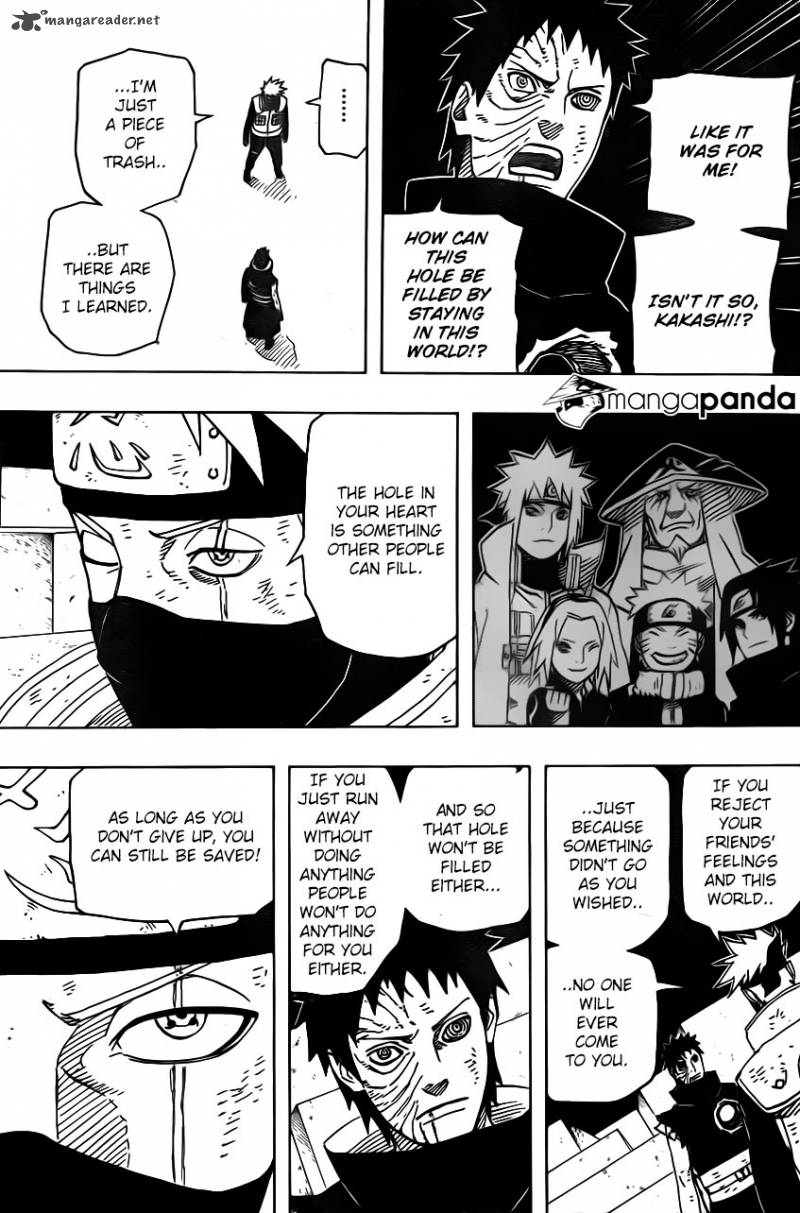 mangareader.net
LIKE IT
WAS FOR
ME!
ISN'T IT SO,
KAKASHI!?
HOW CAN
THIS
HOLE BE
FILLED BY
STAYING
IN THIS
WORLD!?
......
...I'M
JUST
A PIECE
OF
TRASH..
..BUT
THERE ARE
THINGS
I LEARNED.
mangapanda
THE HOLE IN
YOUR HEART
IS SOMETHING
OTHER PEOPLE
CAN FILL.
IF YOU
REJECT
YOUR
FRIENDS'
FEELINGS
AND THIS
WORLD..
..JUST
BECAUSE
SOMETHING
DIDN'T GO
AS YOU
WISHED..
..NO ONE
WILL
EVER
COME
TO YOU.
AND SO
THAT HOLE
WON'T BE
FILLED
EITHER...
IF YOU
JUST RUN
AWAY
WITHOUT
DOING
ANYTHING
PEOPLE
WON'T DO
ANYTHING
FOR YOU
EITHER.
AS LONG AS YOU
DON'T GIVE UP, YOU
CAN STILL BE SAVED!